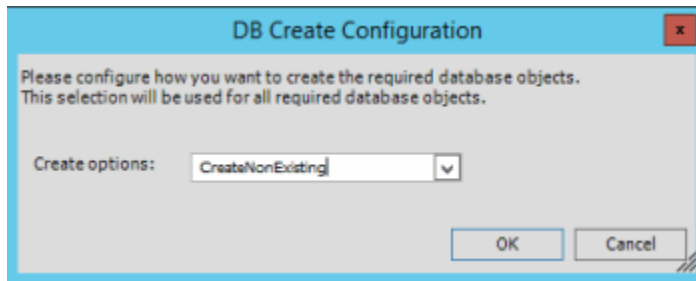 DB Create Configuration
x
Please configure how you want to create the required database objects.
This selection will be used for all required database objects.
Create options:
CreateNonExisting
OK
Cancel